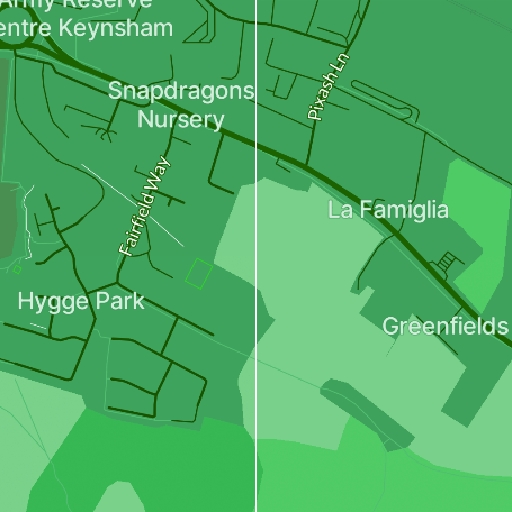 Army Reserve
entre Keynsham
Snapdragons
Nursery
Pixash Ln
Fairfield Way
La Famiglia
Hygge Park
Greenfields